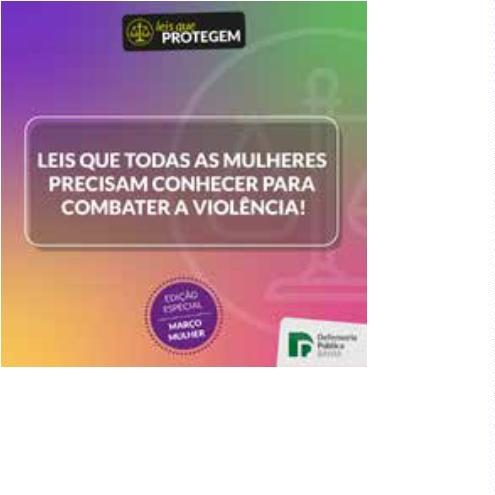 leis que
PROTEGEM
LEIS QUE TODAS AS MULHERES
PRECISAM CONHECER PARA
COMBATER A VIOLÊNCIA!
EDIÇÃO
ESPECIAL
MARÇO
MULHER
Defensoria
Pública
BAHIA